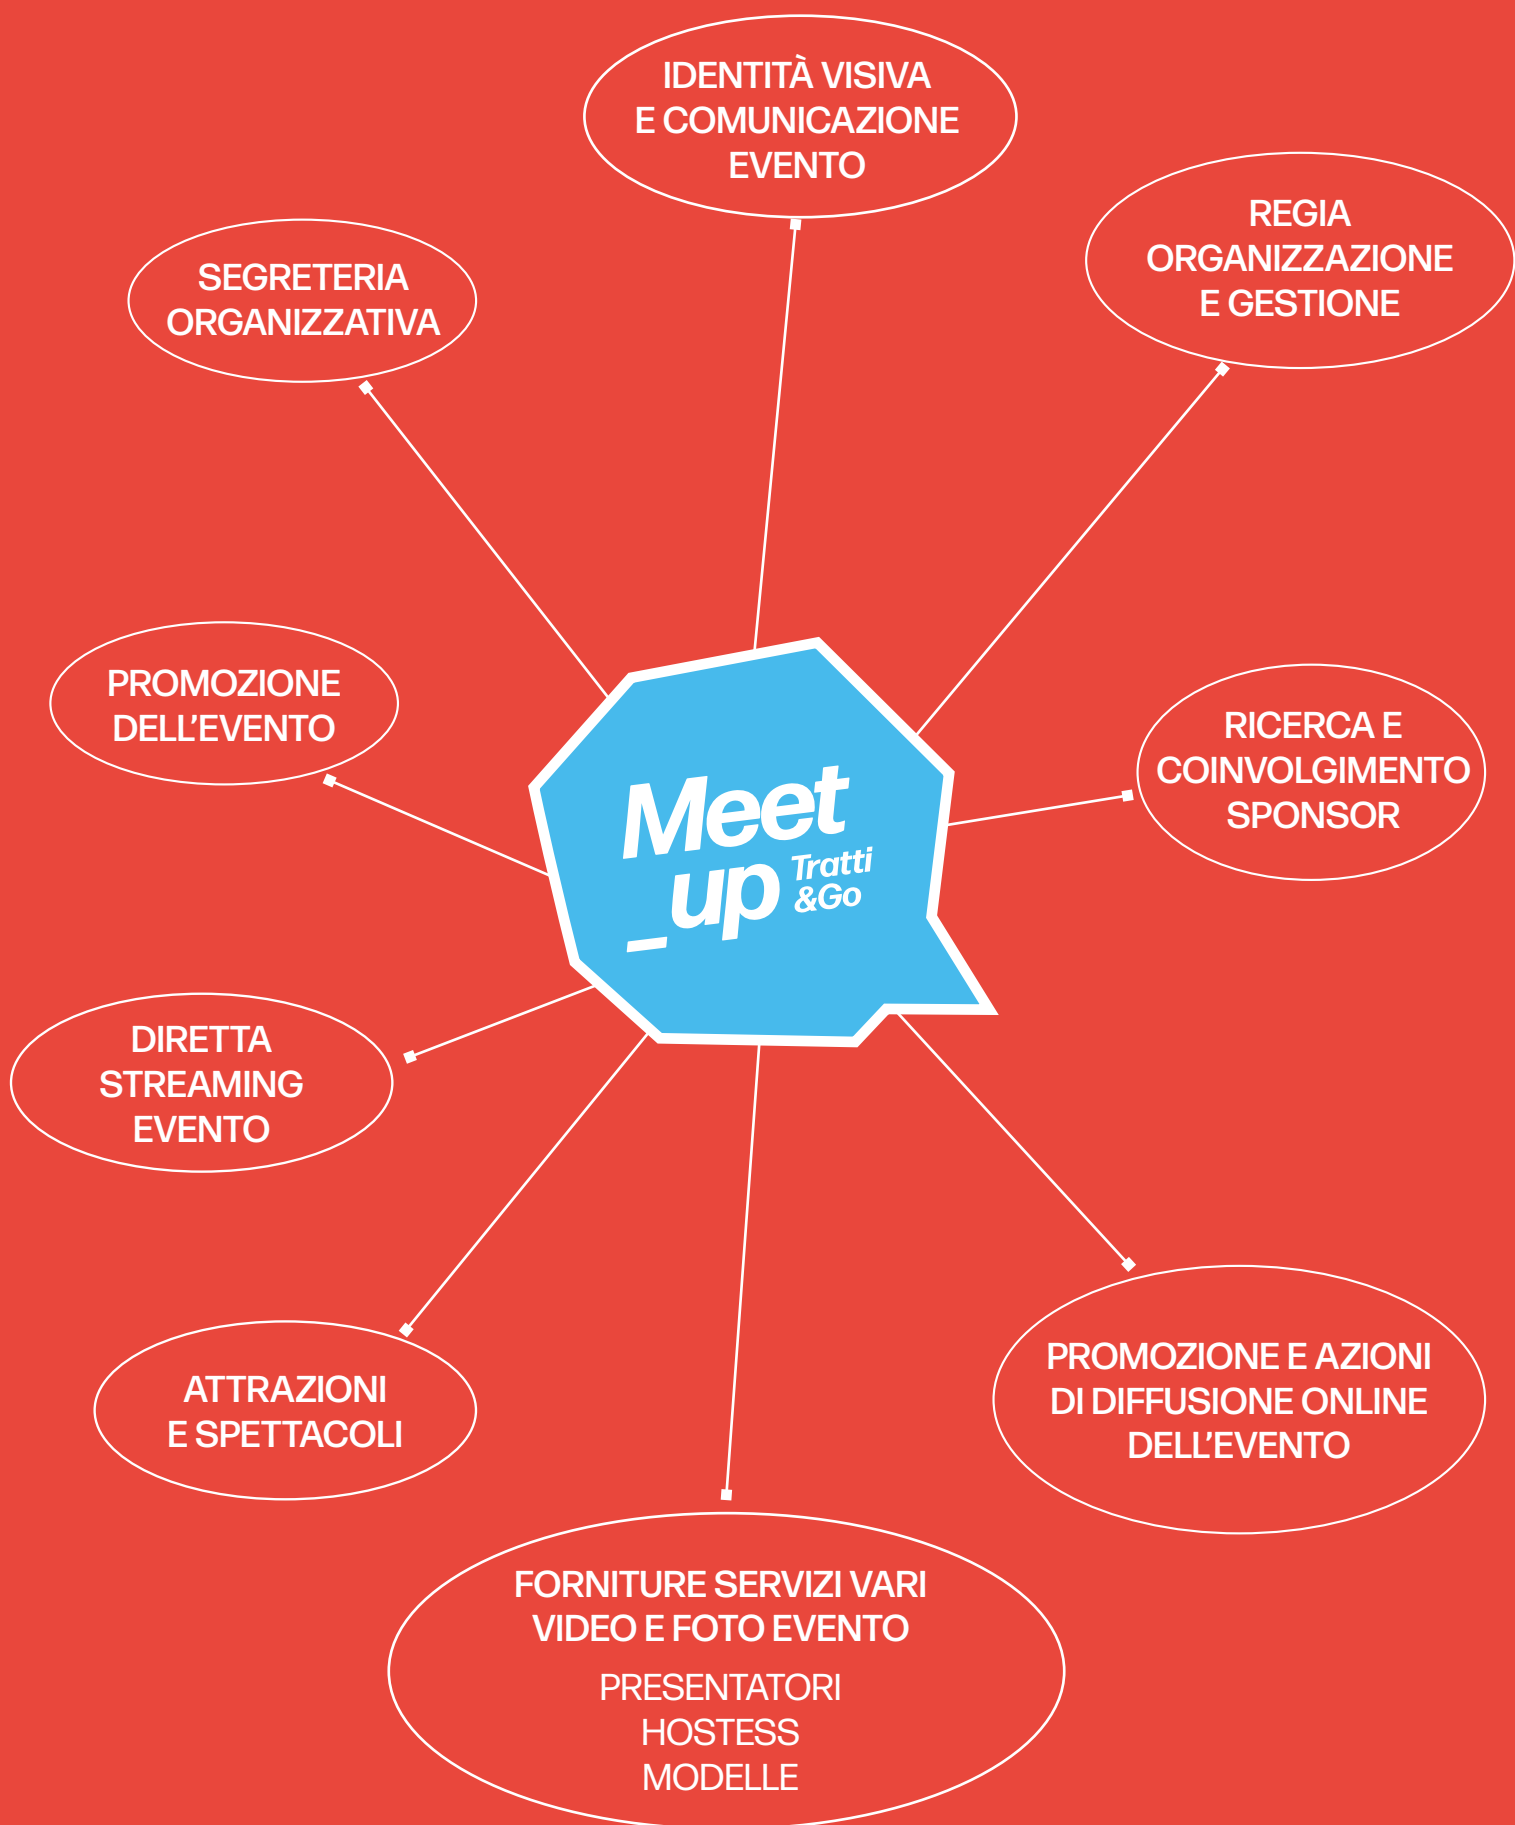 IDENTITÀ VISIVA
E COMUNICAZIONE
EVENTO
REGIA
ORGANIZZAZIONE
E GESTIONE
SEGRETERIA
ORGANIZZATIVA
PROMOZIONE
DELL'EVENTO
RICERCA E
COINVOLGIMENTO
SPONSOR
Meet
_up Tratti
&Go
DIRETTA
STREAMING
EVENTO
ATTRAZIONI
E SPETTACOLI
PROMOZIONE E AZIONI
DI DIFFUSIONE ONLINE
DELL'EVENTO
FORNITURE SERVIZI VARI
VIDEO E FOTO EVENTO
PRESENTATORI
HOSTESS
MODELLE